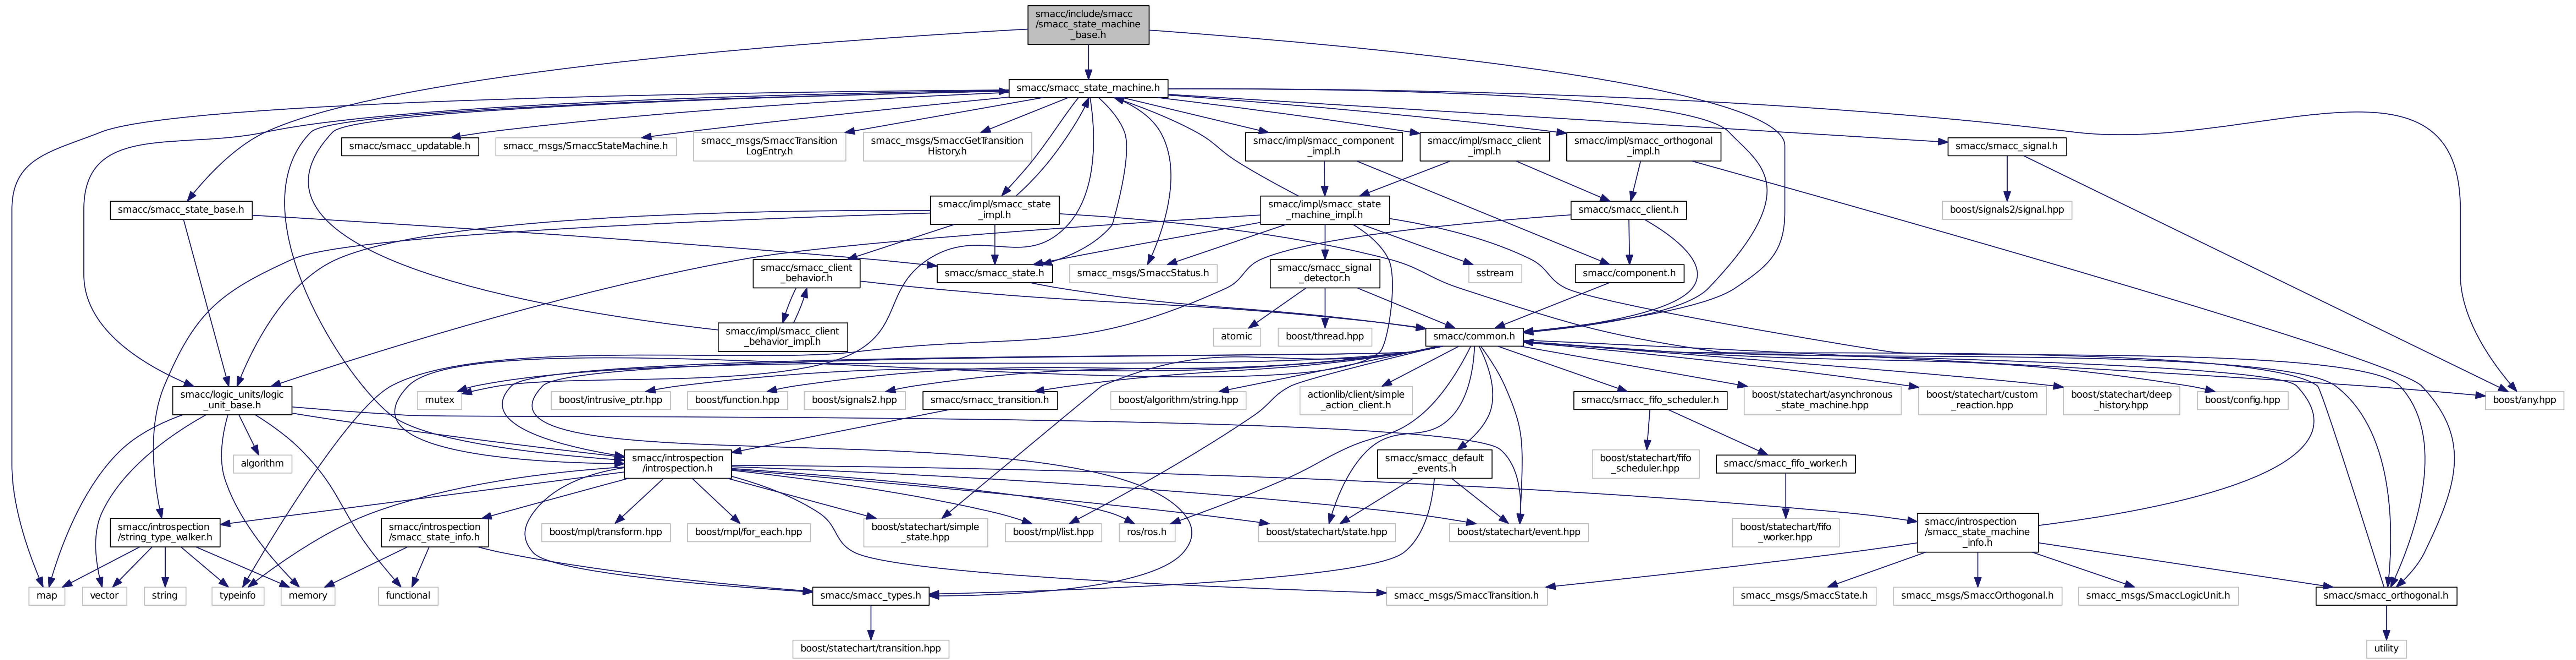 smacc/include/smacc
/smacc_state_machine
_base.h
smacc/smacc_state_machine.h
smacc/smacc_updatable.h
smacc_msgs/SmaccStateMachine.h
smacc_msgs/SmaccTransition
LogEntry.h
smacc_msgs/SmaccGetTransition
History.h
smacc/impl/smacc_component
_impl.h
smacc/impl/smacc_client
_impl.h
smacc/impl/smacc_orthogonal
_impl.h
smacc/smacc_signal.h
smacc/smacc_state_base.h
smacc/impl/smacc_state
_impl.h
smacc/impl/smacc_state
_machine_impl.h
smacc/smacc_client.h
boost/signals2/signal.hpp
smacc/smacc_client
_behavior.h
smacc/smacc_state.h
smacc_msgs/SmaccStatus.h
smacc/smacc_signal
_detector.h
sstream
smacc/component.h
smacc/impl/smacc_client
_behavior_impl.h
atomic
boost/thread.hpp
smacc/common.h
smacc/logic_units/logic
_unit_base.h
mutex
boost/intrusive_ptr.hpp
boost/function.hpp
boost/signals2.hpp
smacc/smacc_transition.h
boost/algorithm/string.hpp
actionlib/client/simple
_action_client.h
smacc/smacc_fifo_scheduler.h
boost/statechart/asynchronous
_state_machine.hpp
boost/statechart/custom
_reaction.hpp
boost/statechart/deep
_history.hpp
boost/config.hpp
boost/any.hpp
algorithm
smacc/introspection
/introspection.h
smacc/smacc_default
_events.h
boost/statechart/fifo
_scheduler.hpp
smacc/smacc_fifo_worker.h
smacc/introspection
/string_type_walker.h
smacc/introspection
/smacc_state_info.h
boost/mpl/transform.hpp
boost/mpl/for_each.hpp
boost/statechart/simple
_state.hpp
boost/mpl/list.hpp
ros/ros.h
boost/statechart/state.hpp
boost/statechart/event.hpp
boost/statechart/fifo
_worker.hpp
smacc/introspection
/smacc_state_machine
_info.h
map
vector
string
typeinfo
memory
functional
smacc/smacc_types.h
smacc_msgs/SmaccTransition.h
smacc_msgs/SmaccState.h
smacc_msgs/SmaccOrthogonal.h
smacc_msgs/SmaccLogicUnit.h
smacc/smacc_orthogonal.h
boost/statechart/transition.hpp
utility